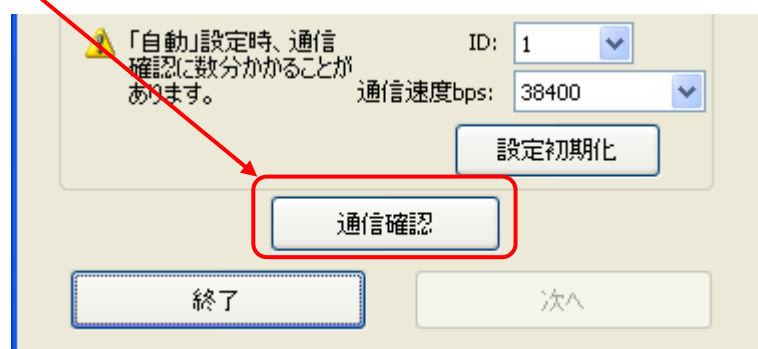 「自動」設定時、通信
確認に数分かかることが
あります。
ID: 1
通信速度bps: 38400
設定初期化
通信確認
終了
次へ